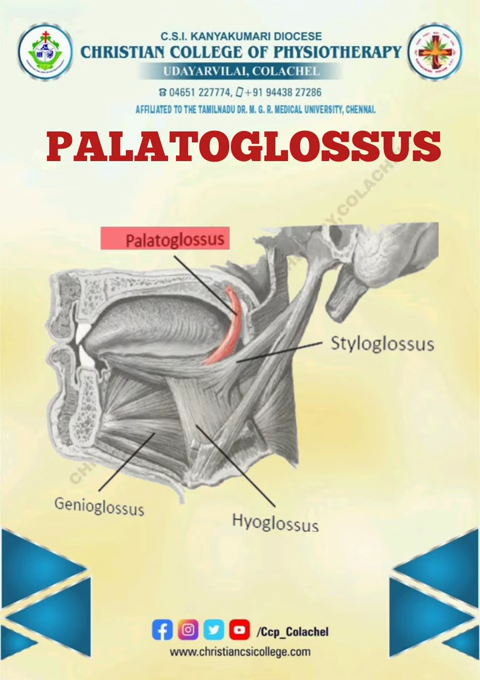 C.S.I. KANYAKUMARI DIOCESE
CHRISTIAN COLLEGE OF PHYSIOTHERAPY
UDAYARVILAI, COLACHEL
☎ 04651 227774, +91 94438 27286
AFFILIATED TO THE TAMILNADU DR. M. G. R. MEDICAL UNIVERSITY, CHENNAI.
PALATOGLOSSUS
Palatoglossus
Styloglossus
Genioglossus
Hyoglossus
/Ccp_Colachel
www.christiancsicollege.com